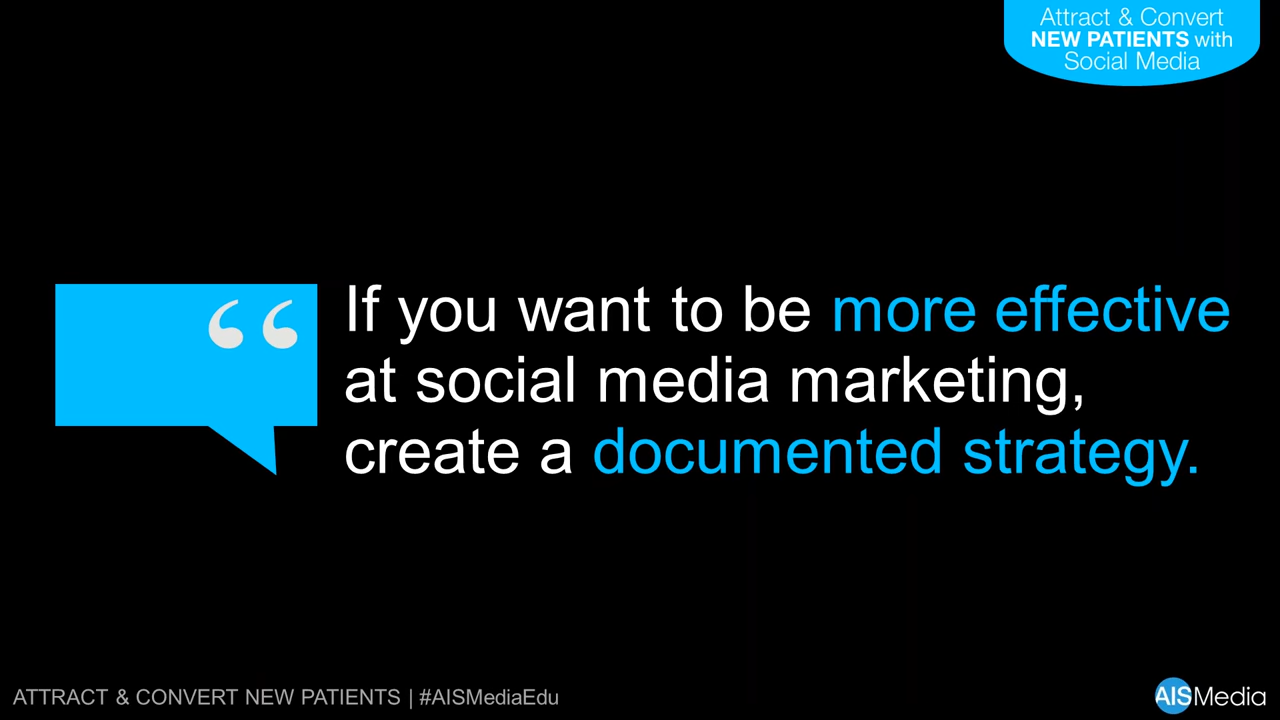 Attract & Convert
NEW PATIENTS with
Social Media
“
If you want to be more effective
at social media marketing,
create a documented strategy.
ATTRACT & CONVERT NEW PATIENTS | #AISMediaEdu
AISMedia